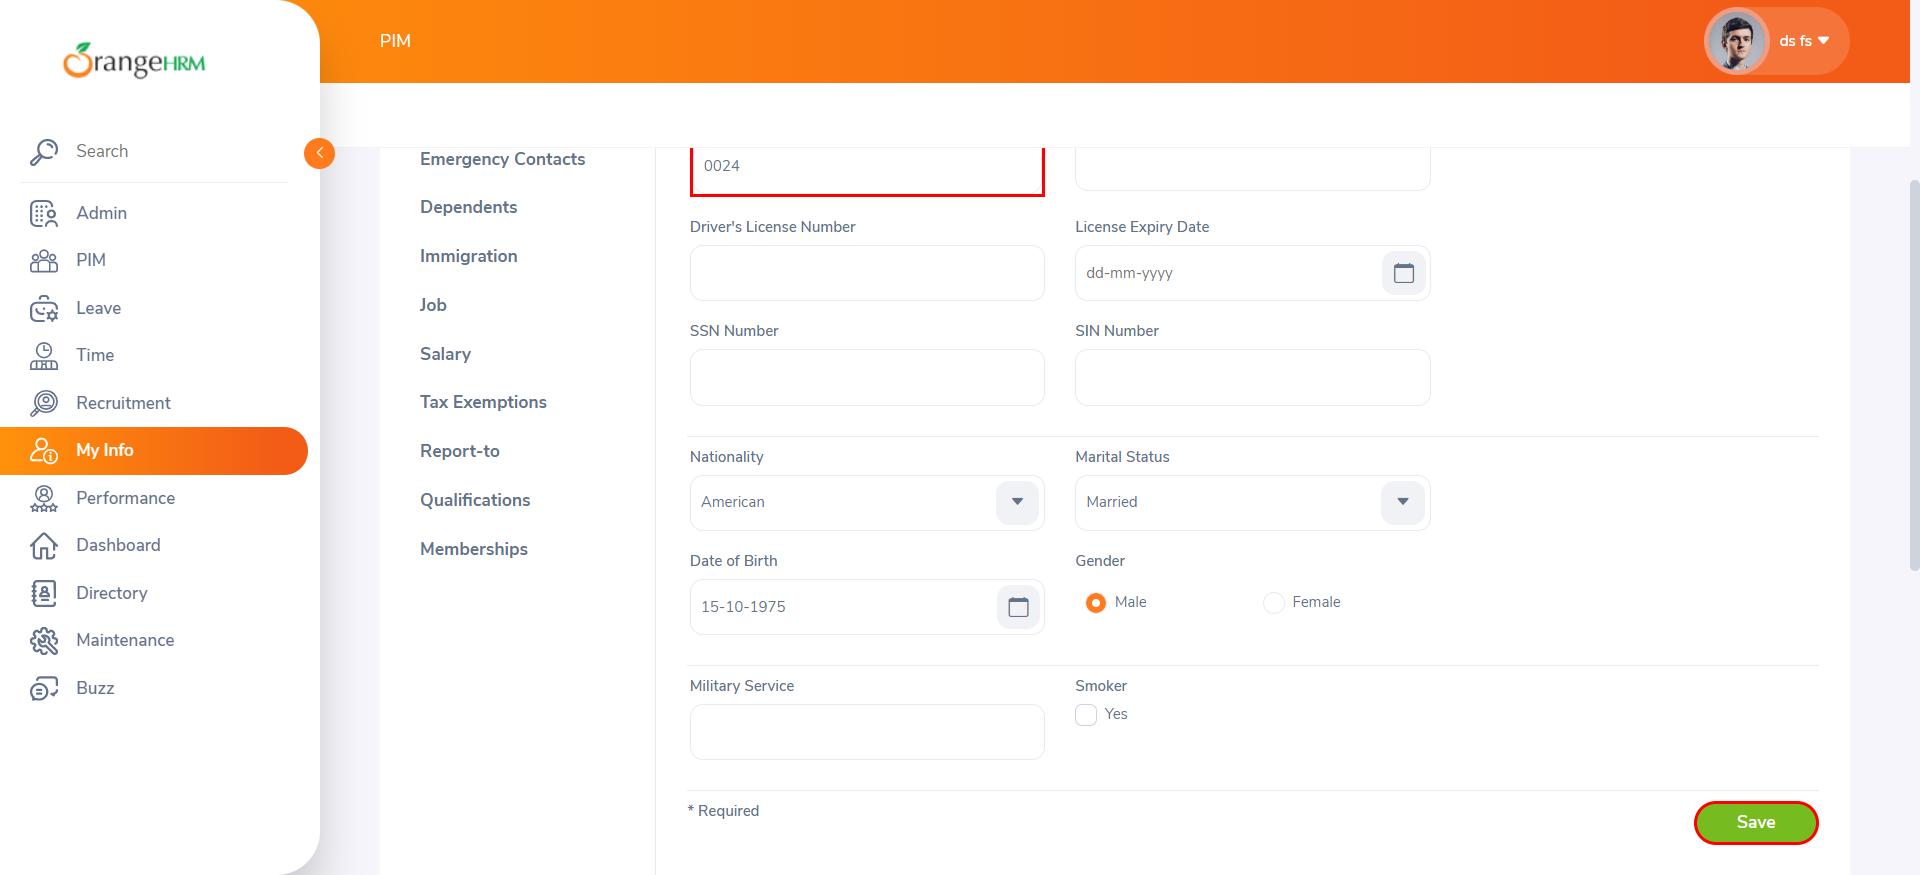 OrangeHRM
PIM
ds fs
Search
Admin
PIM
Leave
Time
Recruitment
My Info
Performance
Dashboard
Directory
Maintenance
Buzz
Emergency Contacts
Dependents
Immigration
Job
Salary
Tax Exemptions
Report-to
Qualifications
Memberships
0024
Driver's License Number
License Expiry Date
dd-mm-yyyy
SSN Number
SIN Number
Nationality
Marital Status
American
Married
Date of Birth
Gender
15-10-1975
Male
Female
Military Service
Smoker
Yes
* Required
Save